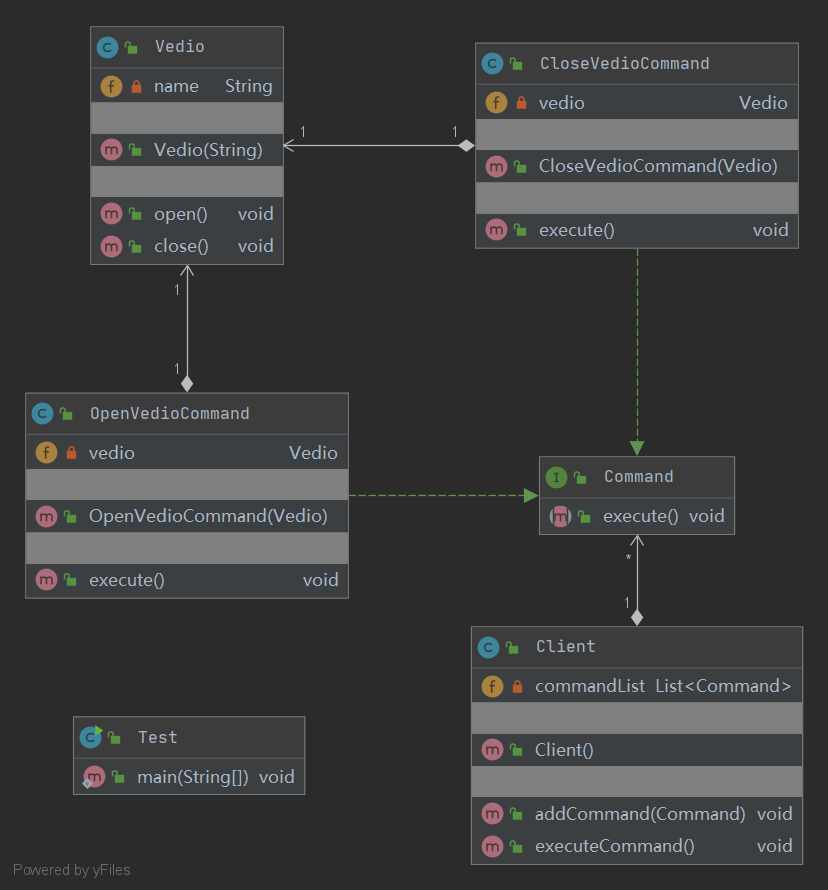 Vedio
name String
Vedio(String)
open() void
close() void
1
1
CloseVedioCommand
vedio Vedio
CloseVedioCommand(Vedio)
execute() void
1
1
OpenVedioCommand
vedio Vedio
OpenVedioCommand(Vedio)
execute() void
Command
execute() void
*
1
Client
commandList List<Command>
Client()
addCommand(Command) void
executeCommand() void
Test
main(String[]) void
Powered by yFiles